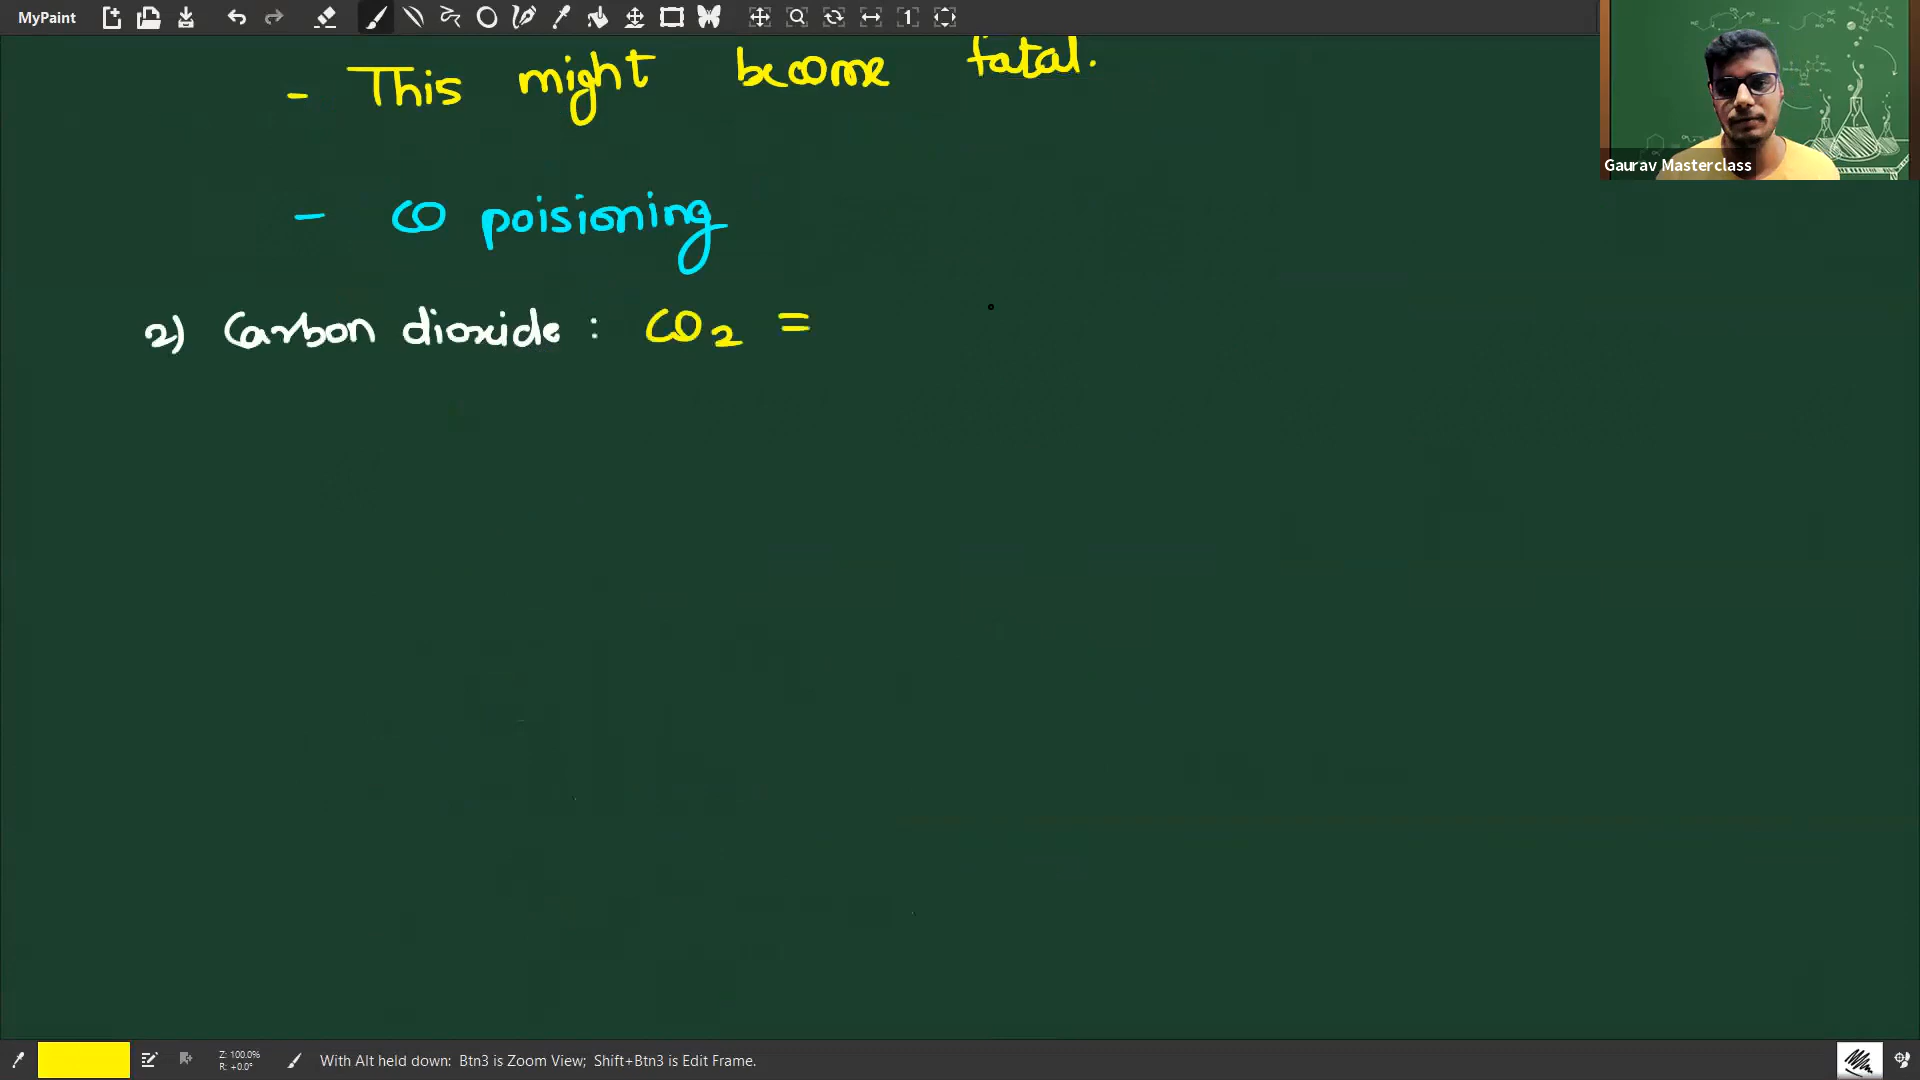 MyPaint
- This might become fatal.
Gaurav Masterclass
- CO poisioning
2) Carbon dioxide : CO₂ =
Z: 100.0%
R: +0.0°
With Alt held down: Btn3 is Zoom View; Shift+Btn3 is Edit Frame.